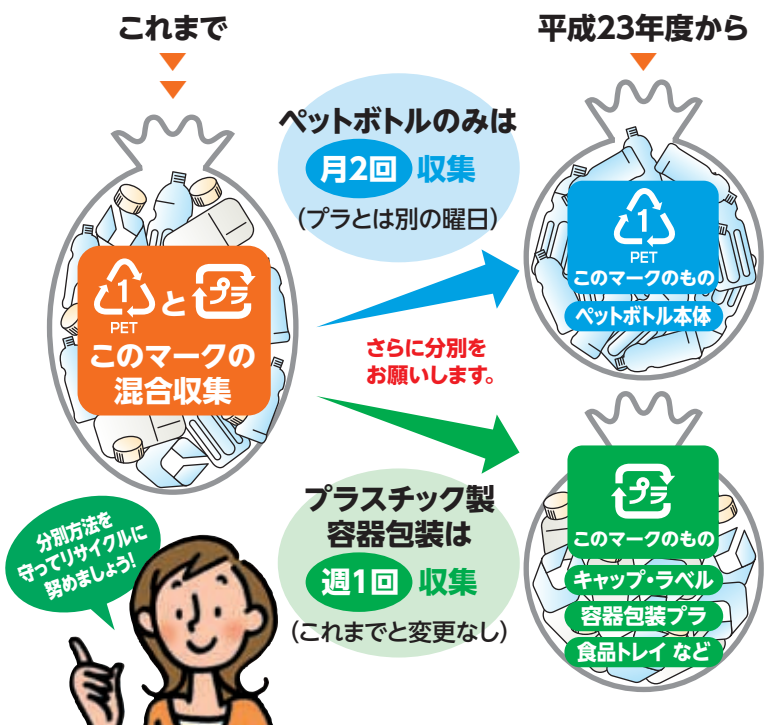 これまで
平成23年度から
ペットボトルのみは
月2回 収集
(プラとは別の曜日)
1
PET
と
プラ
このマークの
混合収集
さらに分別を
お願いします。
1
PET
このマークのもの
ペットボトル本体
プラスチック製
容器包装は
週1回 収集
(これまでと変更なし)
プラ
このマークのもの
キャップ・ラベル
容器包装プラ
食品トレイ など
分別方法を
守ってリサイクルに
努めましょう!